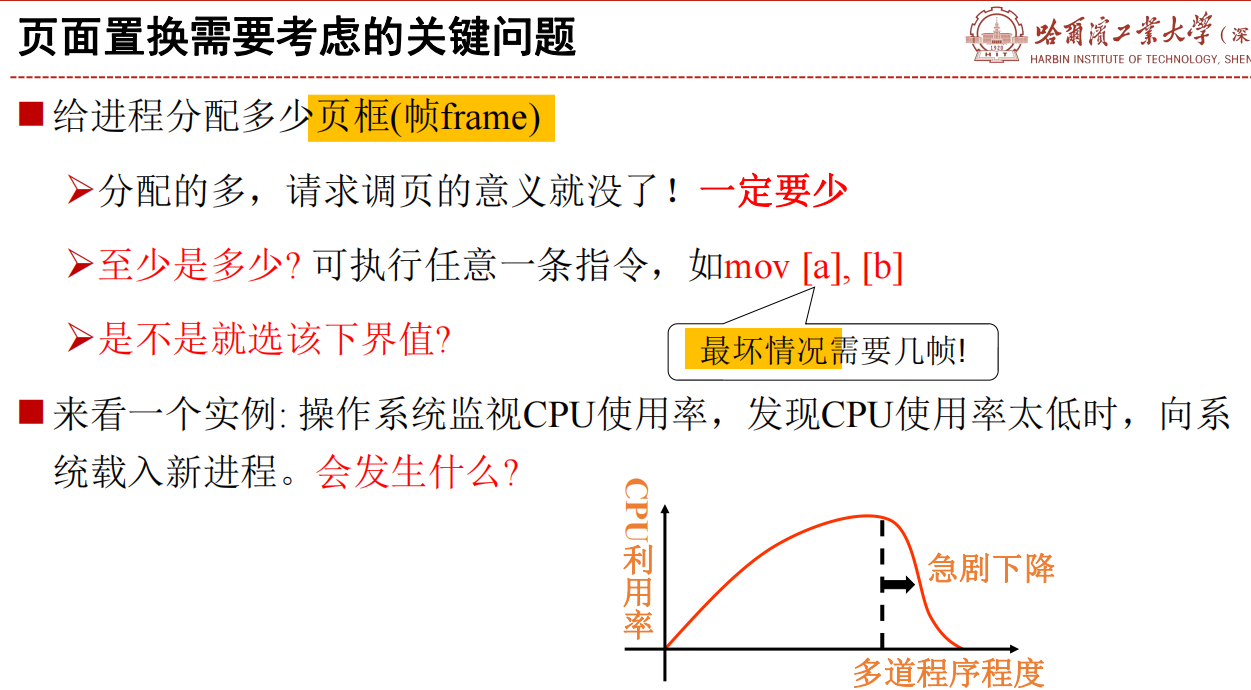 页面置换需要考虑的关键问题
哈爾濱工業大學(深
HARBIN INSTITUTE OF TECHNOLOGY, SHEN
1920
HIT
给进程分配多少页框(帧frame)
分配的多，请求调页的意义就没了！一定要少
至少是多少? 可执行任意一条指令，如mov [a], [b]
是不是就选该下界值?
最坏情况需要几帧!
来看一个实例: 操作系统监视CPU使用率，发现CPU使用率太低时，向系
统载入新进程。会发生什么?
CPU利用率
急剧下降
多道程序程度